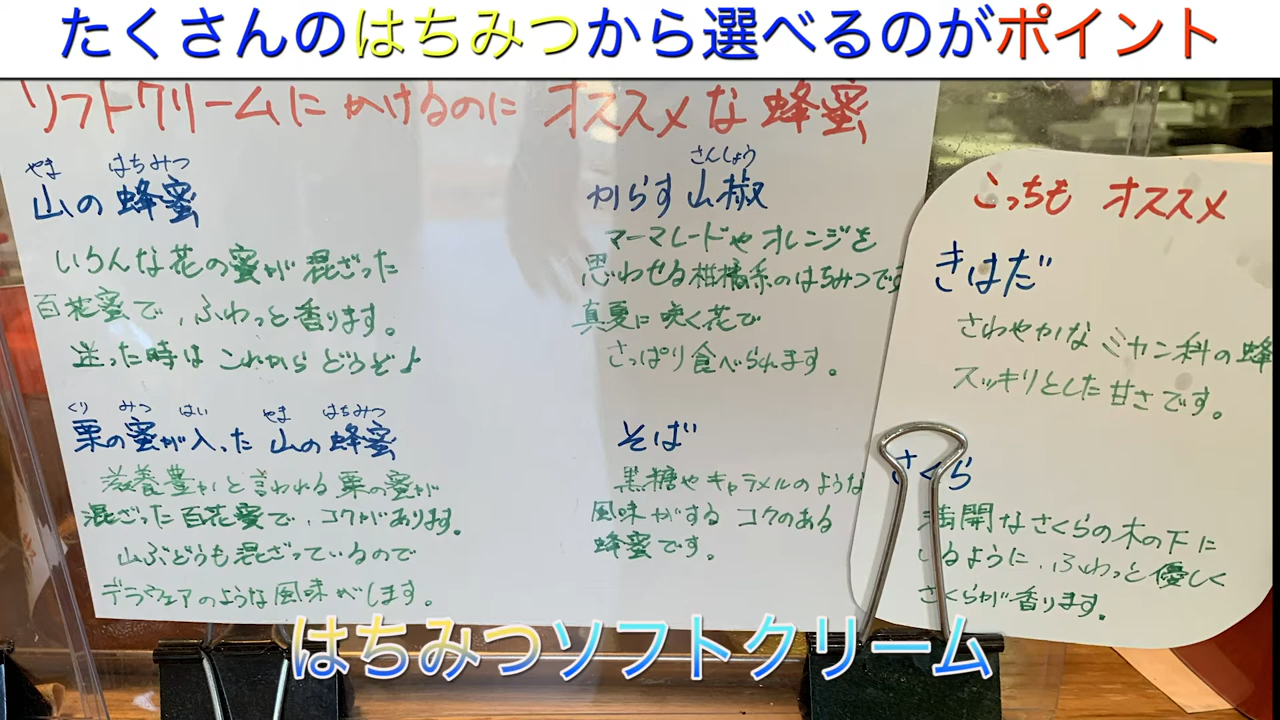 たくさんのはちみつから選べるのがポイント
ソフトクリームに かけるのに オススメな 蜂蜜
やま はちみつ
山の 蜂蜜
いろんな花の蜜が 混ざった
百花蜜で、ふわっと香ります。
迷った時は これから どうぞ♪
くり みつ はい やま はちみつ
栗の蜜が入った 山の 蜂蜜
滋養豊かと言われる 栗の蜜が
混ざった百花蜜で、コクがあります。
山ぶどうも混ざっているので
デラウェアのような風味がします。
さんしょう
からす山椒
マーマレードや オレンジを
思わせる柑橘系のはちみつです
真夏に咲く花で
さっぱり食べられます。
そば
黒糖や キャラメルのような
風味がする コクのある
蜂蜜です。
こっちも オススメ
きはだ
さわやかな ミカン科の蜂
スッキリとした甘さです。
さくら
満開なさくらの木の下に
いるように、ふわっと優しく
さくらが香ります。
はちみつソフトクリーム